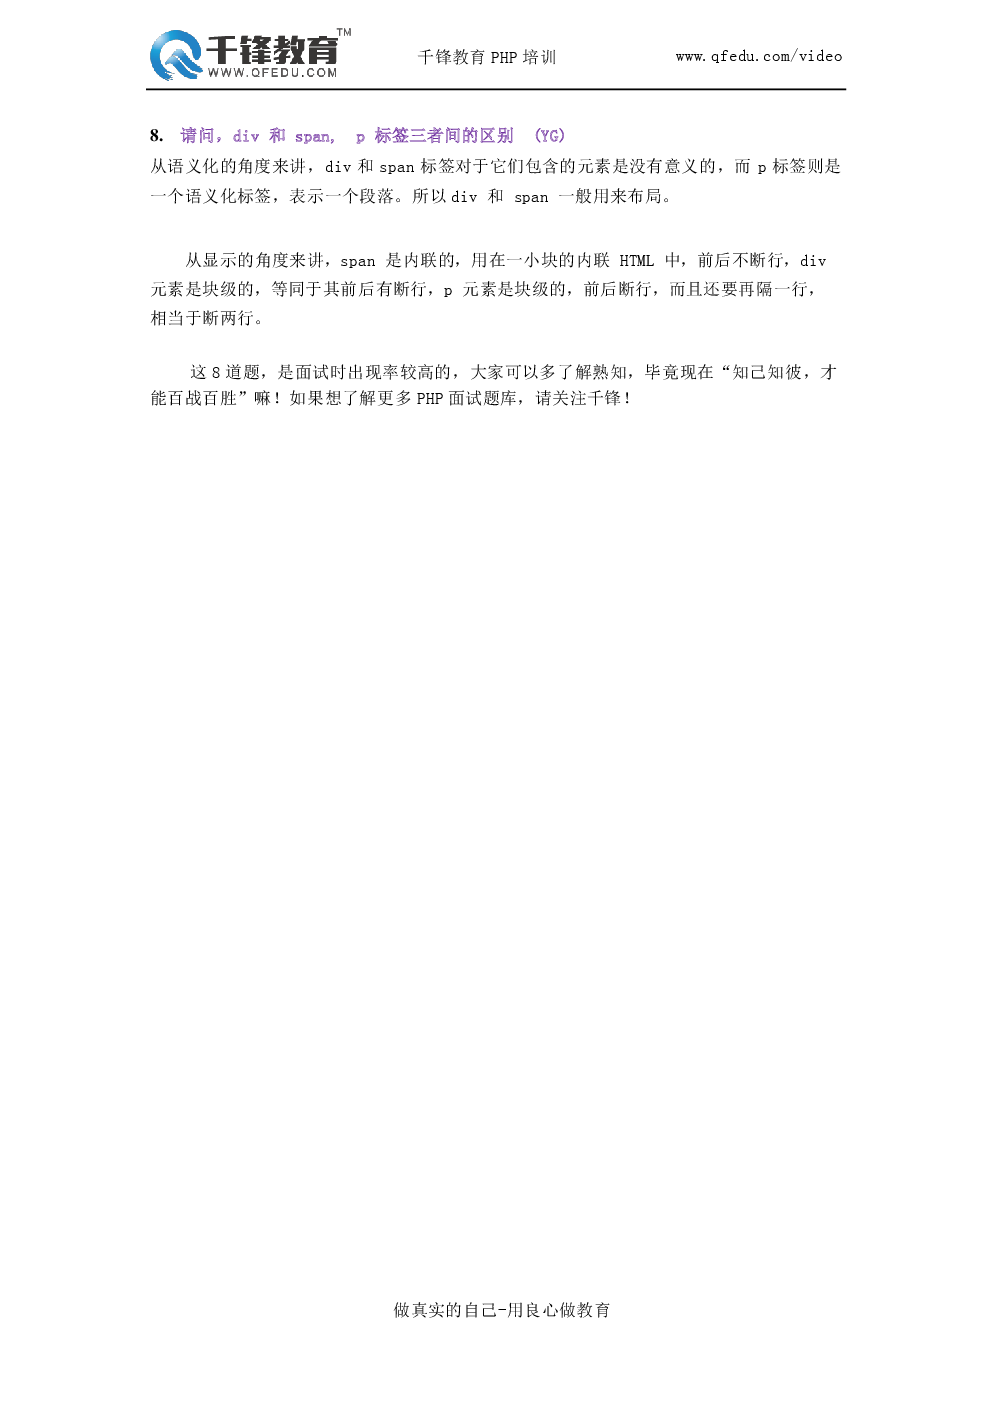 千锋教育TM
WWW.QFEDU.COM
千锋教育 PHP 培训
www.qfedu.com/video
8. 请问，div 和 span, p 标签三者间的区别 (YG)
从语义化的角度来讲，div 和 span 标签对于它们包含的元素是没有意义的，而 p 标签则是
一个语义化标签，表示一个段落。所以 div 和 span 一般用来布局。
从显示的角度来讲，span 是内联的，用在一小块的内联 HTML 中，前后不断行，div
元素是块级的，等同于其前后有断行，p 元素是块级的，前后断行，而且还要再隔一行，
相当于断两行。
这 8 道题，是面试时出现率较高的，大家可以多了解熟知，毕竟现在“知己知彼，才
能百战百胜”嘛！如果想了解更多 PHP 面试题库，请关注千锋！
做真实的自己-用良心做教育